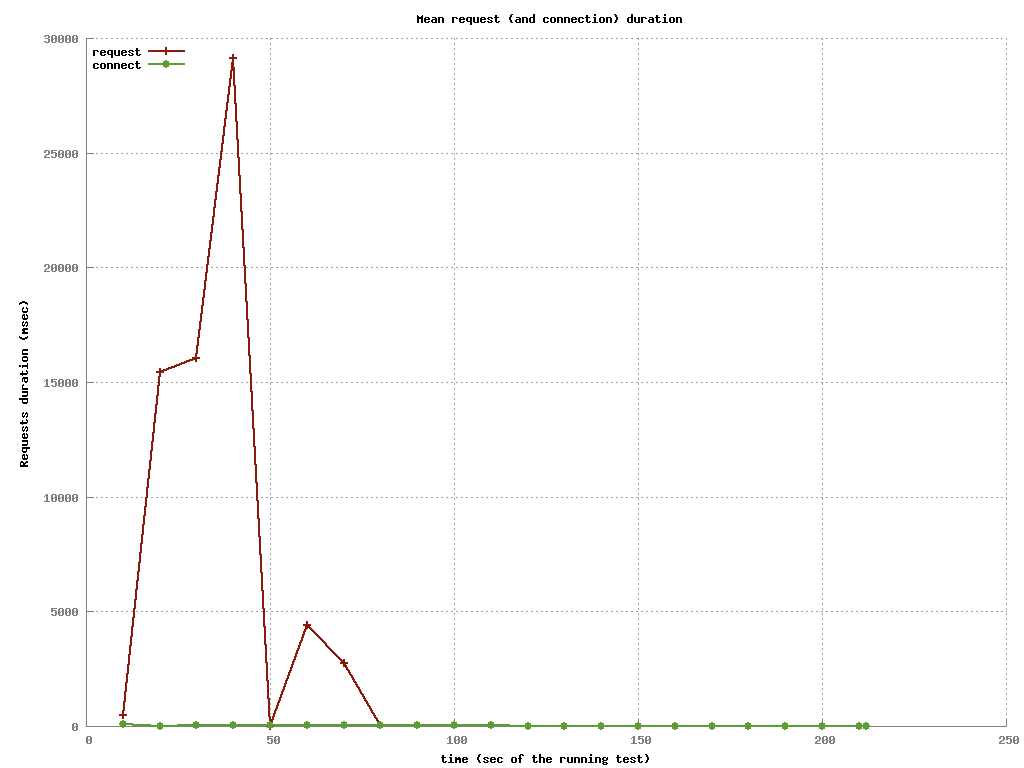 Mean request (and connection) duration
30000
request
connect
25000
20000
15000
10000
5000
0
Requests duration (msec)
0 50 100 150 200 250
time (sec of the running test)